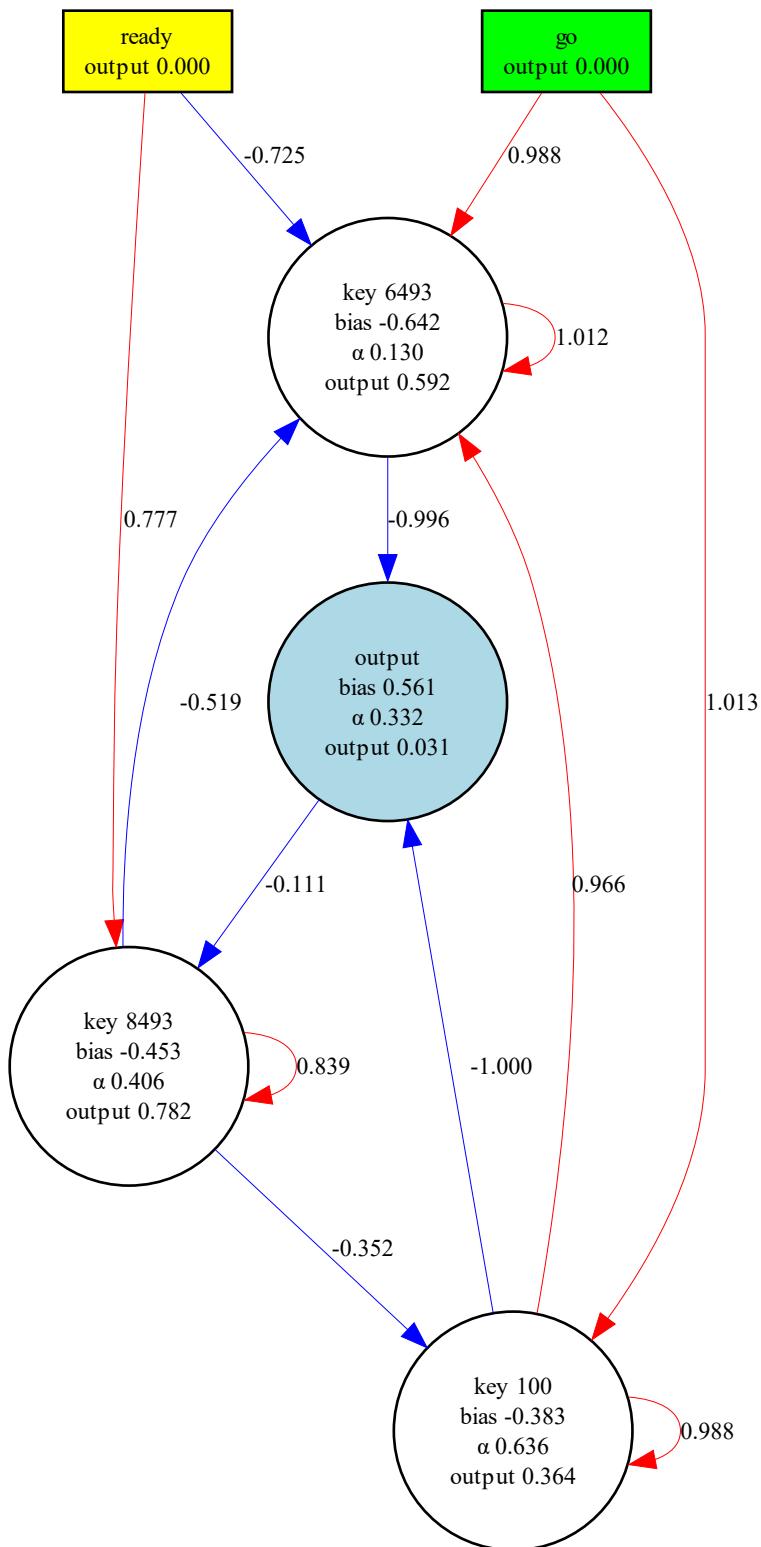 ready
output 0.000
go
output 0.000
-0.725
0.988
key 6493
bias -0.642
α 0.130
output 0.592
1.012
0.777
-0.996
-0.519
output
bias 0.561
α 0.332
output 0.031
1.013
-0.111
0.966
key 8493
bias -0.453
α 0.406
output 0.782
0.839
-1.000
-0.352
key 100
bias -0.383
α 0.636
output 0.364
0.988